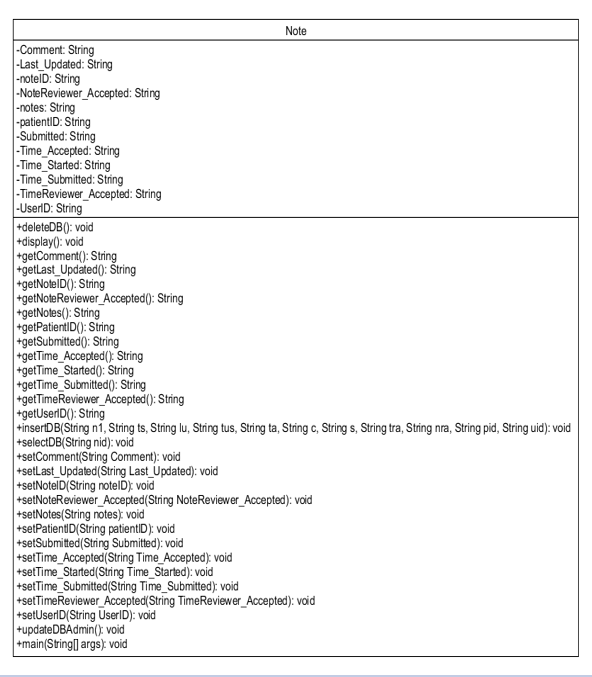 Note
-Comment: String
-Last_Updated: String
-noteID: String
-NoteReviewer_Accepted: String
-notes: String
-patientID: String
-Submitted: String
-Time_Accepted: String
-Time_Started: String
-Time_Submitted: String
-TimeReviewer_Accepted: String
-UserID: String
+deleteDB(): void
+display(): void
+getComment(): String
+getLast_Updated(): String
+getNoteID(): String
+getNoteReviewer_Accepted(): String
+getNotes(): String
+getPatientID(): String
+getSubmitted(): String
+getTime_Accepted(): String
+getTime_Started(): String
+getTime_Submitted(): String
+getTimeReviewer_Accepted(): String
+getUserID(): String
+insertDB(String n1, String ts, String lu, String tus, String ta, String c, String s, String tra, String nra, String pid, String uid): void
+selectDB(String nid): void
+setComment(String Comment): void
+setLast_Updated(String Last_Updated): void
+setNoteID(String noteID): void
+setNoteReviewer_Accepted(String NoteReviewer_Accepted): void
+setNotes(String notes): void
+setPatientID(String patientID): void
+setSubmitted(String Submitted): void
+setTime_Accepted(String Time_Accepted): void
+setTime_Started(String Time_Started): void
+setTime_Submitted(String Time_Submitted): void
+setTimeReviewer_Accepted(String TimeReviewer_Accepted): void
+setUserID(String UserID): void
+updateDBAdmin(): void
+main(String[] args): void